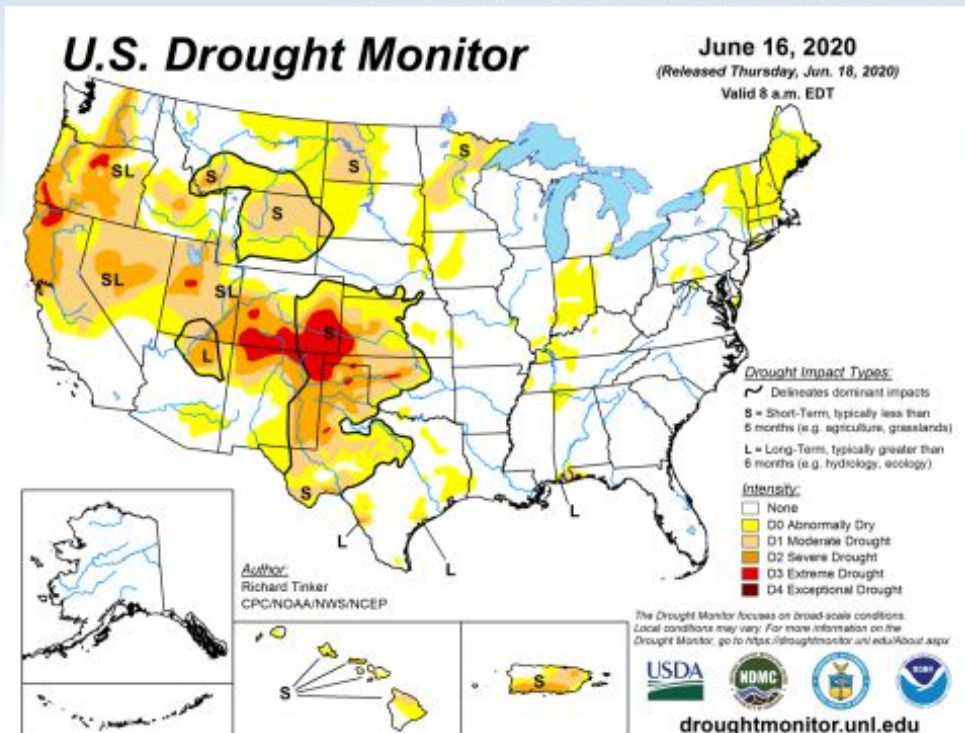 U.S. Drought Monitor
June 16, 2020
(Released Thursday, Jun. 18, 2020)
Valid 8 a.m. EDT
S
SL
S
S
S
SL
SL
S
L
S
L
L
L
Drought Impact Types:
Delineates dominant impacts
S = Short-Term, typically less than
6 months (e.g. agriculture, grasslands)
L = Long-Term, typically greater than
6 months (e.g. hydrology, ecology)
Intensity:
None
D0 Abnormally Dry
D1 Moderate Drought
D2 Severe Drought
D3 Extreme Drought
D4 Exceptional Drought
Author:
Richard Tinker
CPC/NOAA/NWS/NCEP
S
S
The Drought Monitor focuses on broad-scale conditions.
Local conditions may vary. For more information on the
Drought Monitor, go to https://droughtmonitor.unl.edu/About.aspx
USDA
NDMC
NOAA
droughtmonitor.unl.edu